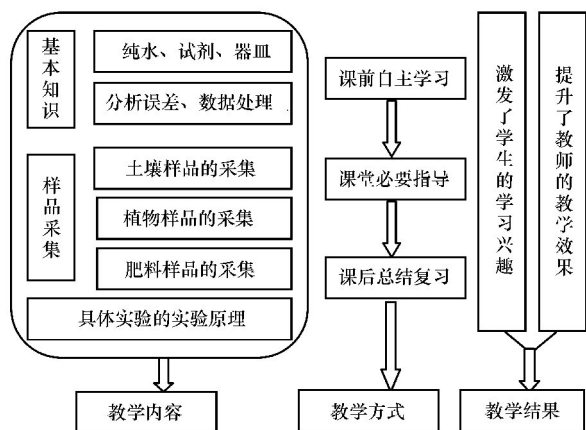 基本知识
纯水、试剂、器皿
分析误差、数据处理
样品采集
土壤样品的采集
植物样品的采集
肥料样品的采集
具体实验的实验原理
教学内容
课前自主学习
课堂必要指导
课后总结复习
教学方式
激发了学生的学习兴趣
提升了教师的教学效果
教学结果